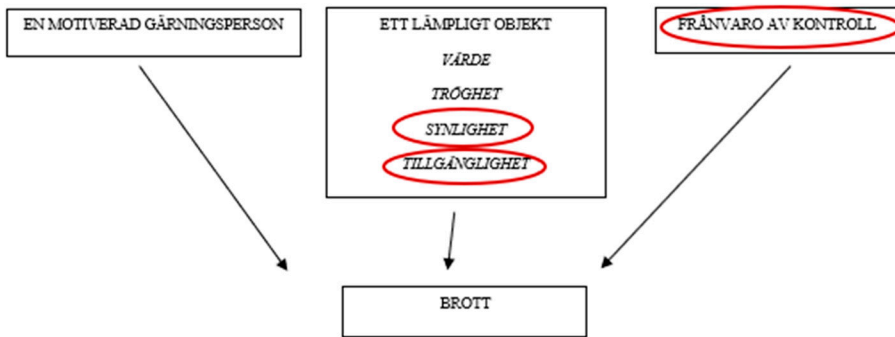 EN MOTIVERAD GÄRNINGSPERSON
ETT LÄMPLIGT OBJEKT
VÄRDE
TRÖGHET
SYNLIGHET
TILLGÄNGLIGHET
FRÅNVARO AV KONTROLL
BROTT